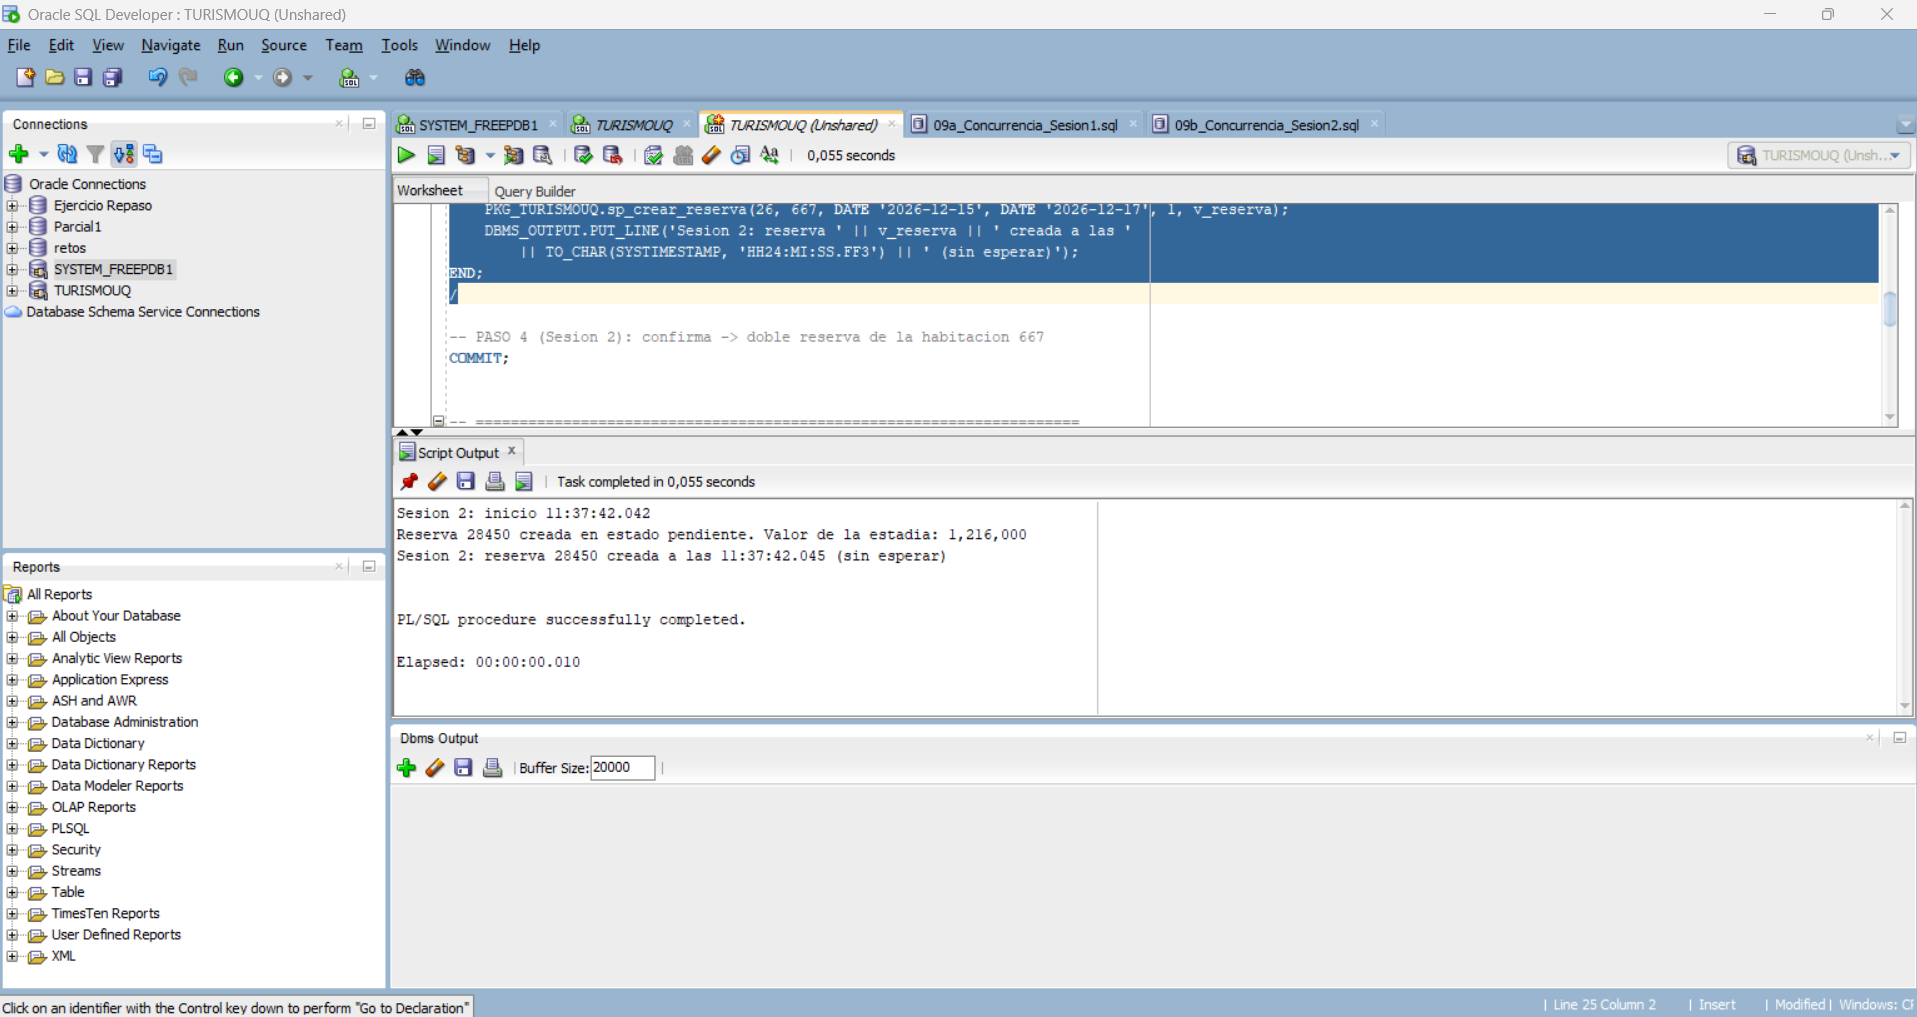 Oracle SQL Developer : TURISMOUQ (Unshared)
File Edit View Navigate Run Source Team Tools Window Help
Connections
Oracle Connections
Ejercicio Repaso
Parcial1
retos
SYSTEM_FREEPDB1
TURISMOUQ
Database Schema Service Connections
Reports
All Reports
About Your Database
All Objects
Analytic View Reports
Application Express
ASH and AWR
Database Administration
Data Dictionary
Data Dictionary Reports
Data Modeler Reports
OLAP Reports
PLSQL
Security
Streams
Table
TimesTen Reports
User Defined Reports
XML
SYSTEM_FREEPDB1 TURISMOUQ TURISMOUQ (Unshared) 09a_Concurrencia_Sesion1.sql 09b_Concurrencia_Sesion2.sql
0,055 seconds
TURISMOUQ (Unsh...
Worksheet Query Builder
PKG_TURISMOUQ.sp_crear_reserva(26, 667, DATE '2026-12-15', DATE '2026-12-17', 1, v_reserva);
DBMS_OUTPUT.PUT_LINE('Sesion 2: reserva ' || v_reserva || ' creada a las '
|| TO_CHAR(SYSTIMESTAMP, 'HH24:MI:SS.FF3') || ' (sin esperar)');
END;
/
-- PASO 4 (Sesion 2): confirma -> doble reserva de la habitacion 667
COMMIT;
-- =====================================================================
Script Output
Task completed in 0,055 seconds
Sesion 2: inicio 11:37:42.042
Reserva 28450 creada en estado pendiente. Valor de la estadia: 1,216,000
Sesion 2: reserva 28450 creada a las 11:37:42.045 (sin esperar)
PL/SQL procedure successfully completed.
Elapsed: 00:00:00.010
Dbms Output
Buffer Size: 20000
Click on an identifier with the Control key down to perform "Go to Declaration"
Line 25 Column 2 | Insert | Modified | Windows: C